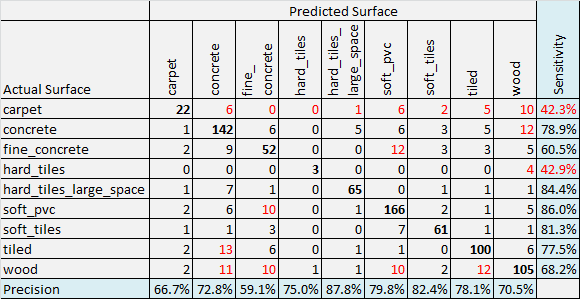 Predicted Surface
Actual Surface carpet concrete fine_concrete hard_tiles hard_tiles_large_space soft_pvc soft_tiles tiled wood Sensitivity
carpet 22 6 0 0 1 6 2 5 10 42.3%
concrete 1 142 6 0 5 6 3 5 12 78.9%
fine_concrete 2 9 52 0 0 12 3 3 5 60.5%
hard_tiles 0 0 0 3 0 0 0 0 4 42.9%
hard_tiles_large_space 1 7 1 0 65 0 1 1 1 84.4%
soft_pvc 2 6 10 0 1 166 2 1 5 86.0%
soft_tiles 1 1 3 0 0 7 61 1 1 81.3%
tiled 2 13 6 0 1 1 0 100 6 77.5%
wood 2 11 10 1 1 10 2 12 105 68.2%
Precision 66.7% 72.8% 59.1% 75.0% 87.8% 79.8% 82.4% 78.1% 70.5%